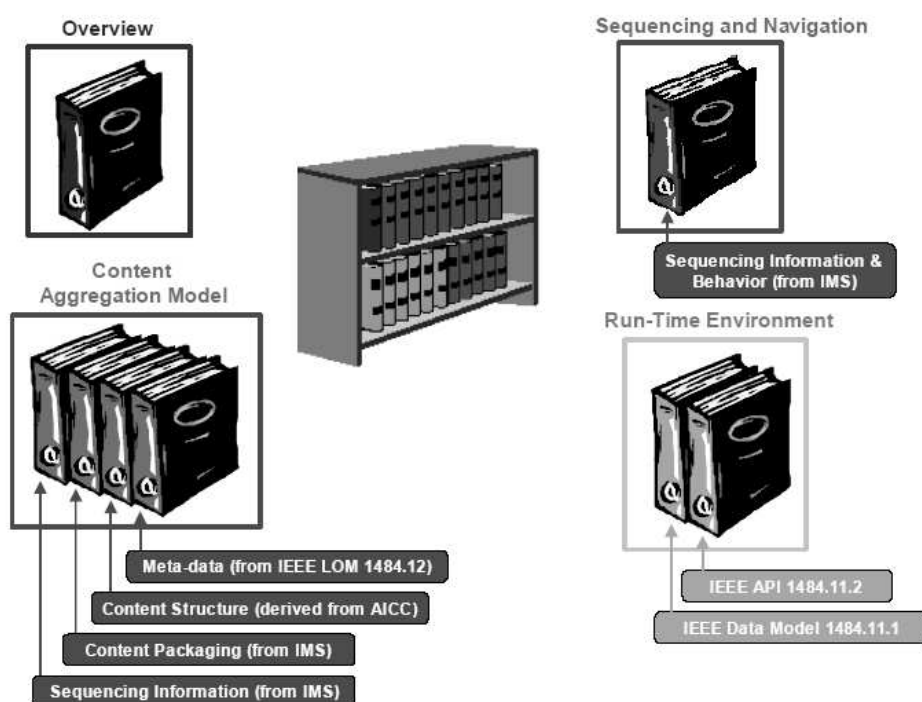 Overview
Sequencing and Navigation
Sequencing Information &
Behavior (from IMS)
Content
Aggregation Model
Run-Time Environment
Meta-data (from IEEE LOM 1484.12)
Content Structure (derived from AICC)
Content Packaging (from IMS)
Sequencing Information (from IMS)
IEEE API 1484.11.2
IEEE Data Model 1484.11.1